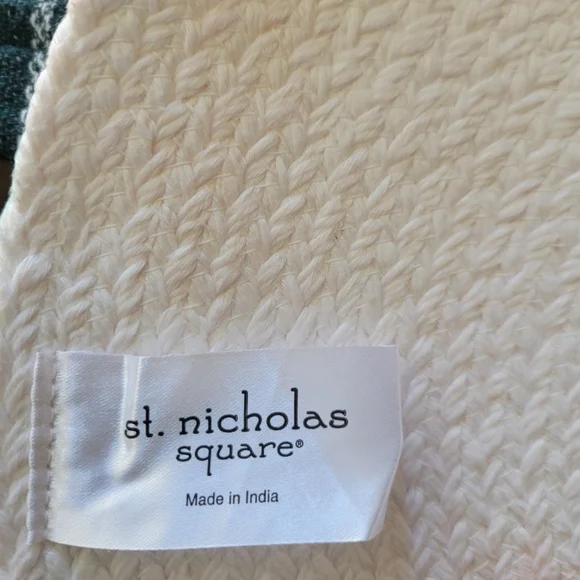 st. nicholas
square®
Made in India